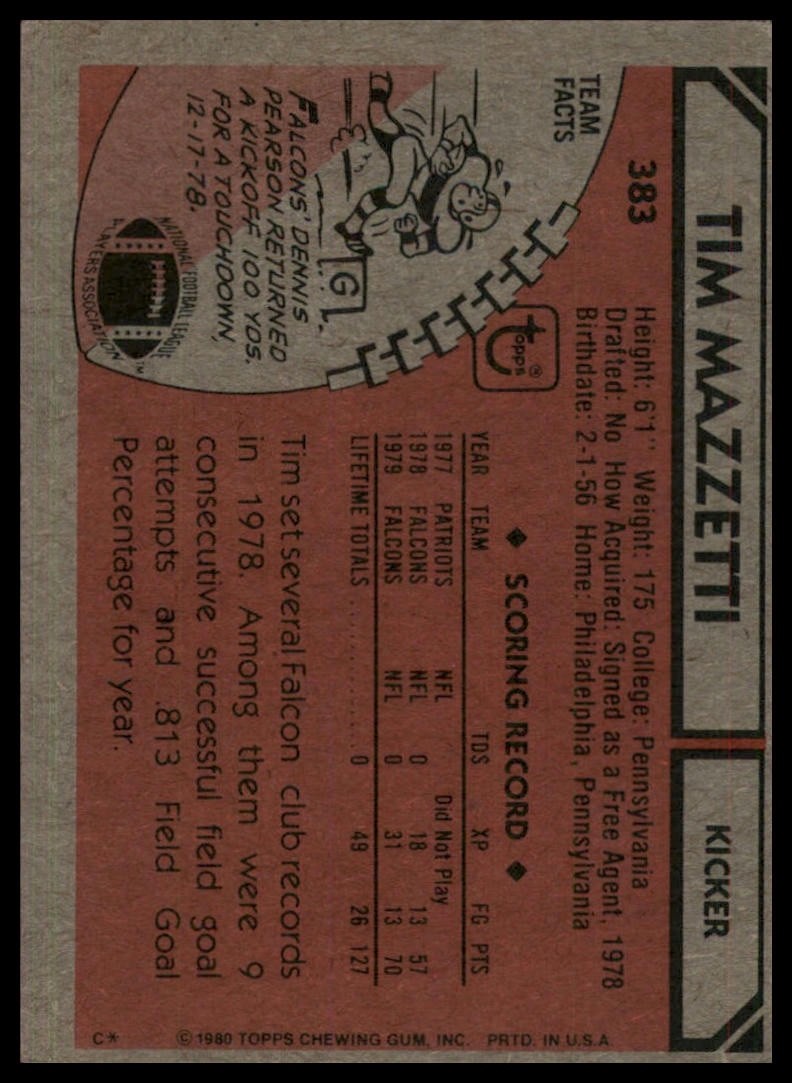 TIM MAZZETTI
KICKER
383
Height: 6'1" Weight: 175 College: Pennsylvania
Drafted: No How Acquired: Signed as a Free Agent, 1978
Birthdate: 2-1-56 Home: Philadelphia, Pennsylvania
TEAM
FACTS
G
FALCONS' DENNIS
PEARSON RETURNED
A KICKOFF 100 YDS.
FOR A TOUCHDOWN,
12-17-78.
NATIONAL FOOTBALL LEAGUE
PLAYERS ASSOCIATION™
topps®
◆ SCORING RECORD ◆
YEAR TEAM TDS XP FG PTS
1977 PATRIOTS NFL Did Not Play
1978 FALCONS NFL 0 18 13 57
1979 FALCONS NFL 0 31 13 70
LIFETIME TOTALS . . . . . . . . . . . . . . . . 0 49 26 127
Tim set several Falcon club records
in 1978. Among them were 9
consecutive successful field goal
attempts and .813 Field Goal
Percentage for year.
C* © 1980 TOPPS CHEWING GUM, INC. PRTD. IN U.S.A.